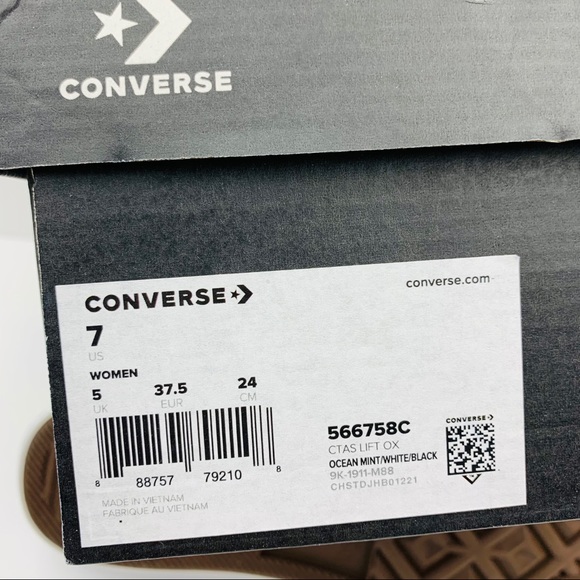 CONVERSE
CONVERSE
converse.com
7
US
WOMEN
5 37.5 24
UK EUR CM
8 88757 79210 8
MADE IN VIETNAM
FABRIQUE AU VIETNAM
566758C
CTAS LIFT OX
OCEAN MINT/WHITE/BLACK
9K-1911-M88
CHSTDJHB01221
CONVERSE